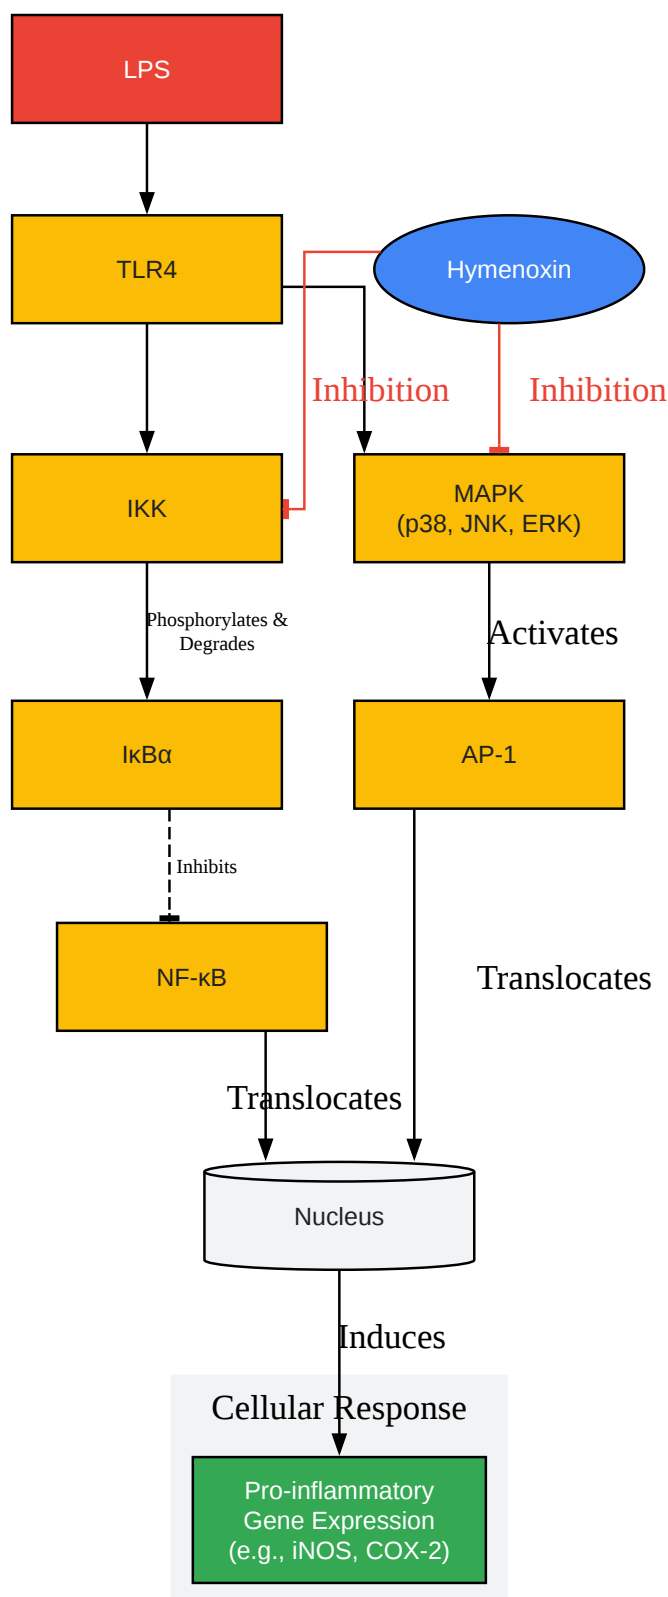 LPS
TLR4
Hymenoxin
Inhibition
Inhibition
IKK
MAPK
(p38, JNK, ERK)
Phosphorylates &
Degrades
Activates
IκBα
AP-1
Inhibits
NF-κB
Translocates
Translocates
Nucleus
Induces
Cellular Response
Pro-inflammatory
Gene Expression
(e.g., iNOS, COX-2)